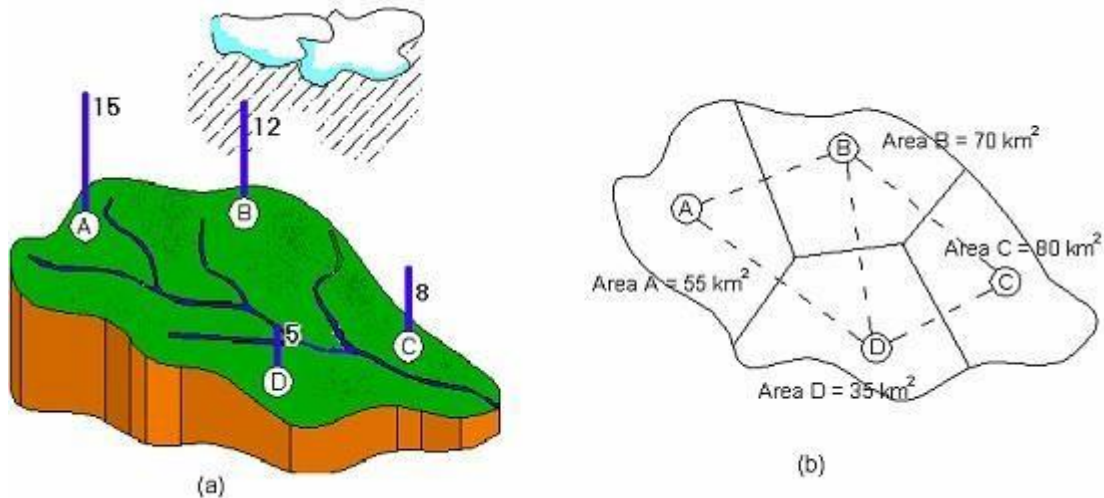 15
12
A
B
8
5
C
D
(a)
B
Area B = 70 km²
A
Area C = 80 km²
Area A = 55 km²
C
D
Area D = 35 km²
(b)